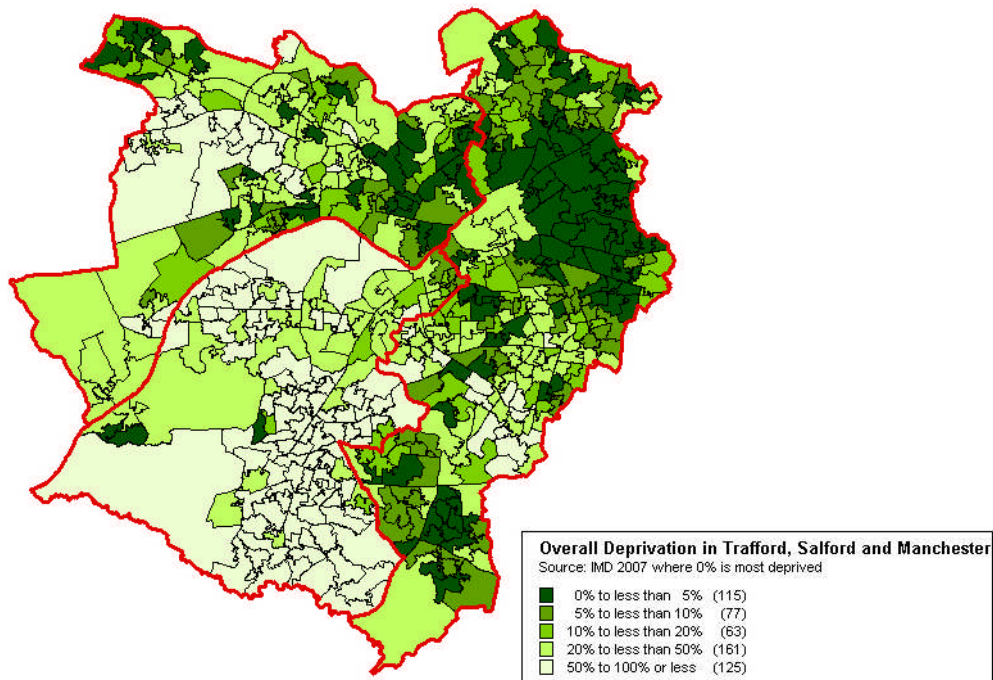 Overall Deprivation in Trafford, Salford and Manchester
Source: IMD 2007 where 0% is most deprived
0% to less than 5% (115)
5% to less than 10% (77)
10% to less than 20% (63)
20% to less than 50% (161)
50% to 100% or less (125)